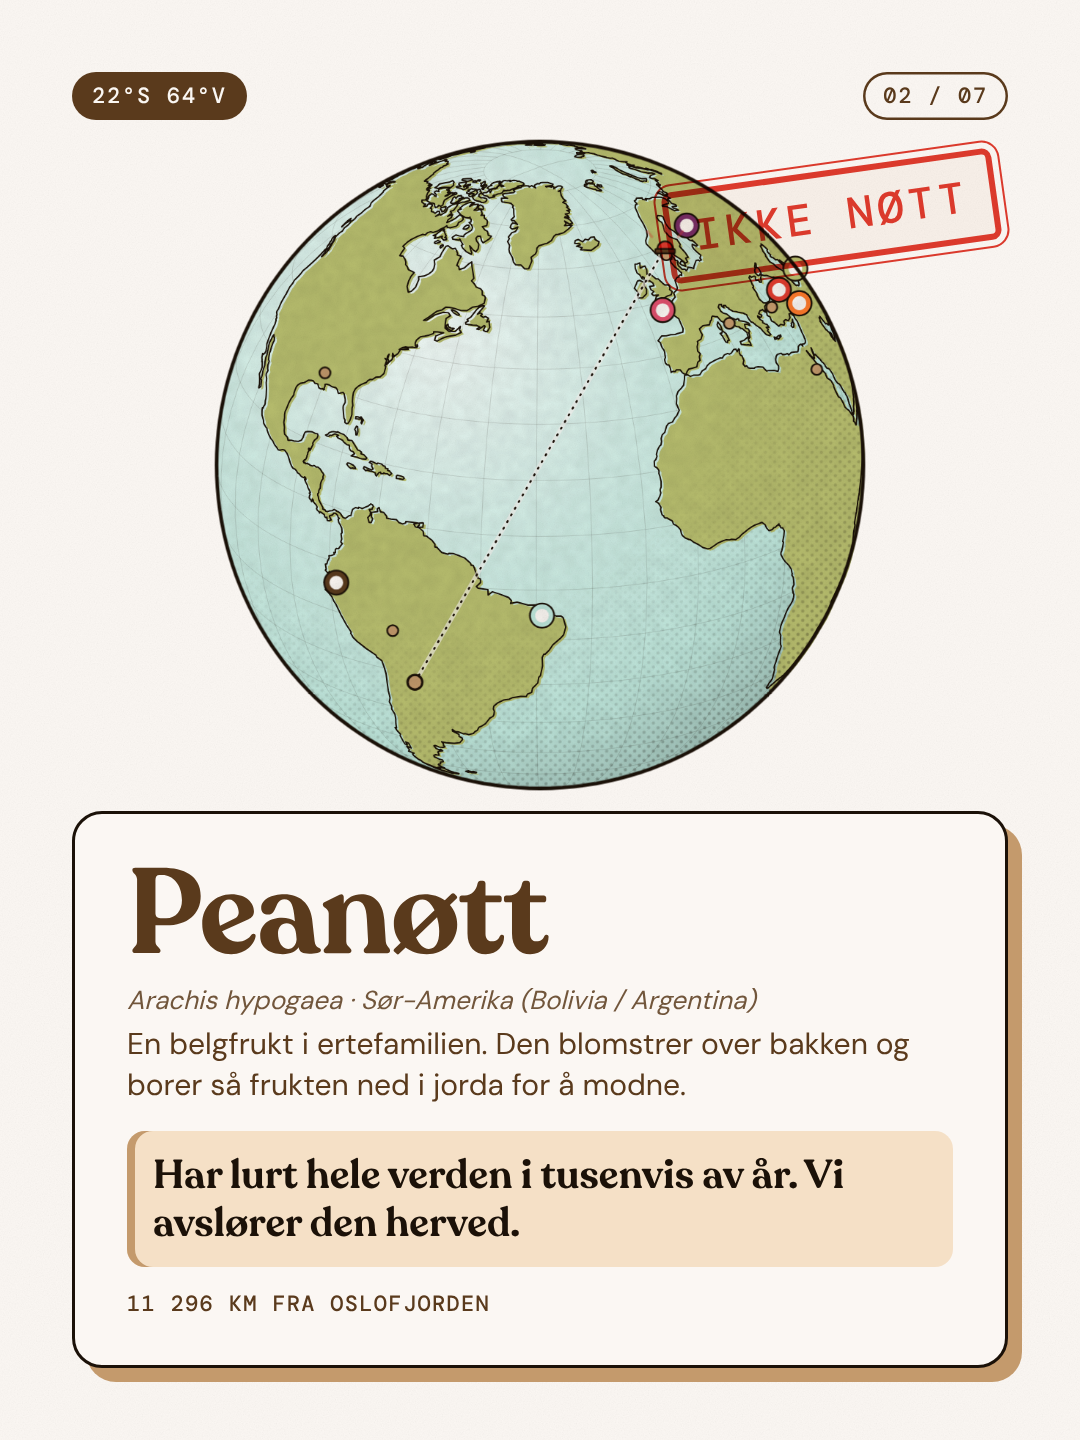 22°S 64°V
02 / 07
IKKE NØTT
Peanøtt
Arachis hypogaea · Sør-Amerika (Bolivia / Argentina)
En belgfrukt i ertefamilien. Den blomstrer over bakken og
borer så frukten ned i jorda for å modne.
Har lurt hele verden i tusenvis av år. Vi
avslører den herved.
11 296 KM FRA OSLOFJORDEN